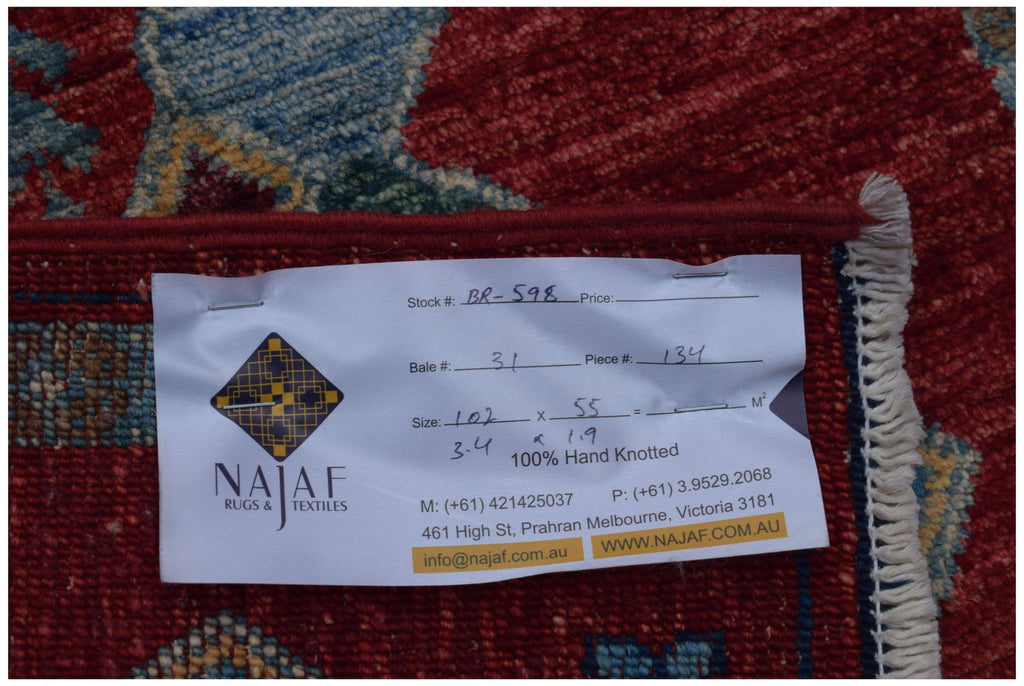 Stock #: BR-598 Price:
Bale #: 31 Piece #: 134
Size: 102 x 55 = M²
3.4 x 1.9
100% Hand Knotted
NAJAF
RUGS & TEXTILES
M: (+61) 421425037 P: (+61) 3.9529.2068
461 High St, Prahran Melbourne, Victoria 3181
info@najaf.com.au WWW.NAJAF.COM.AU